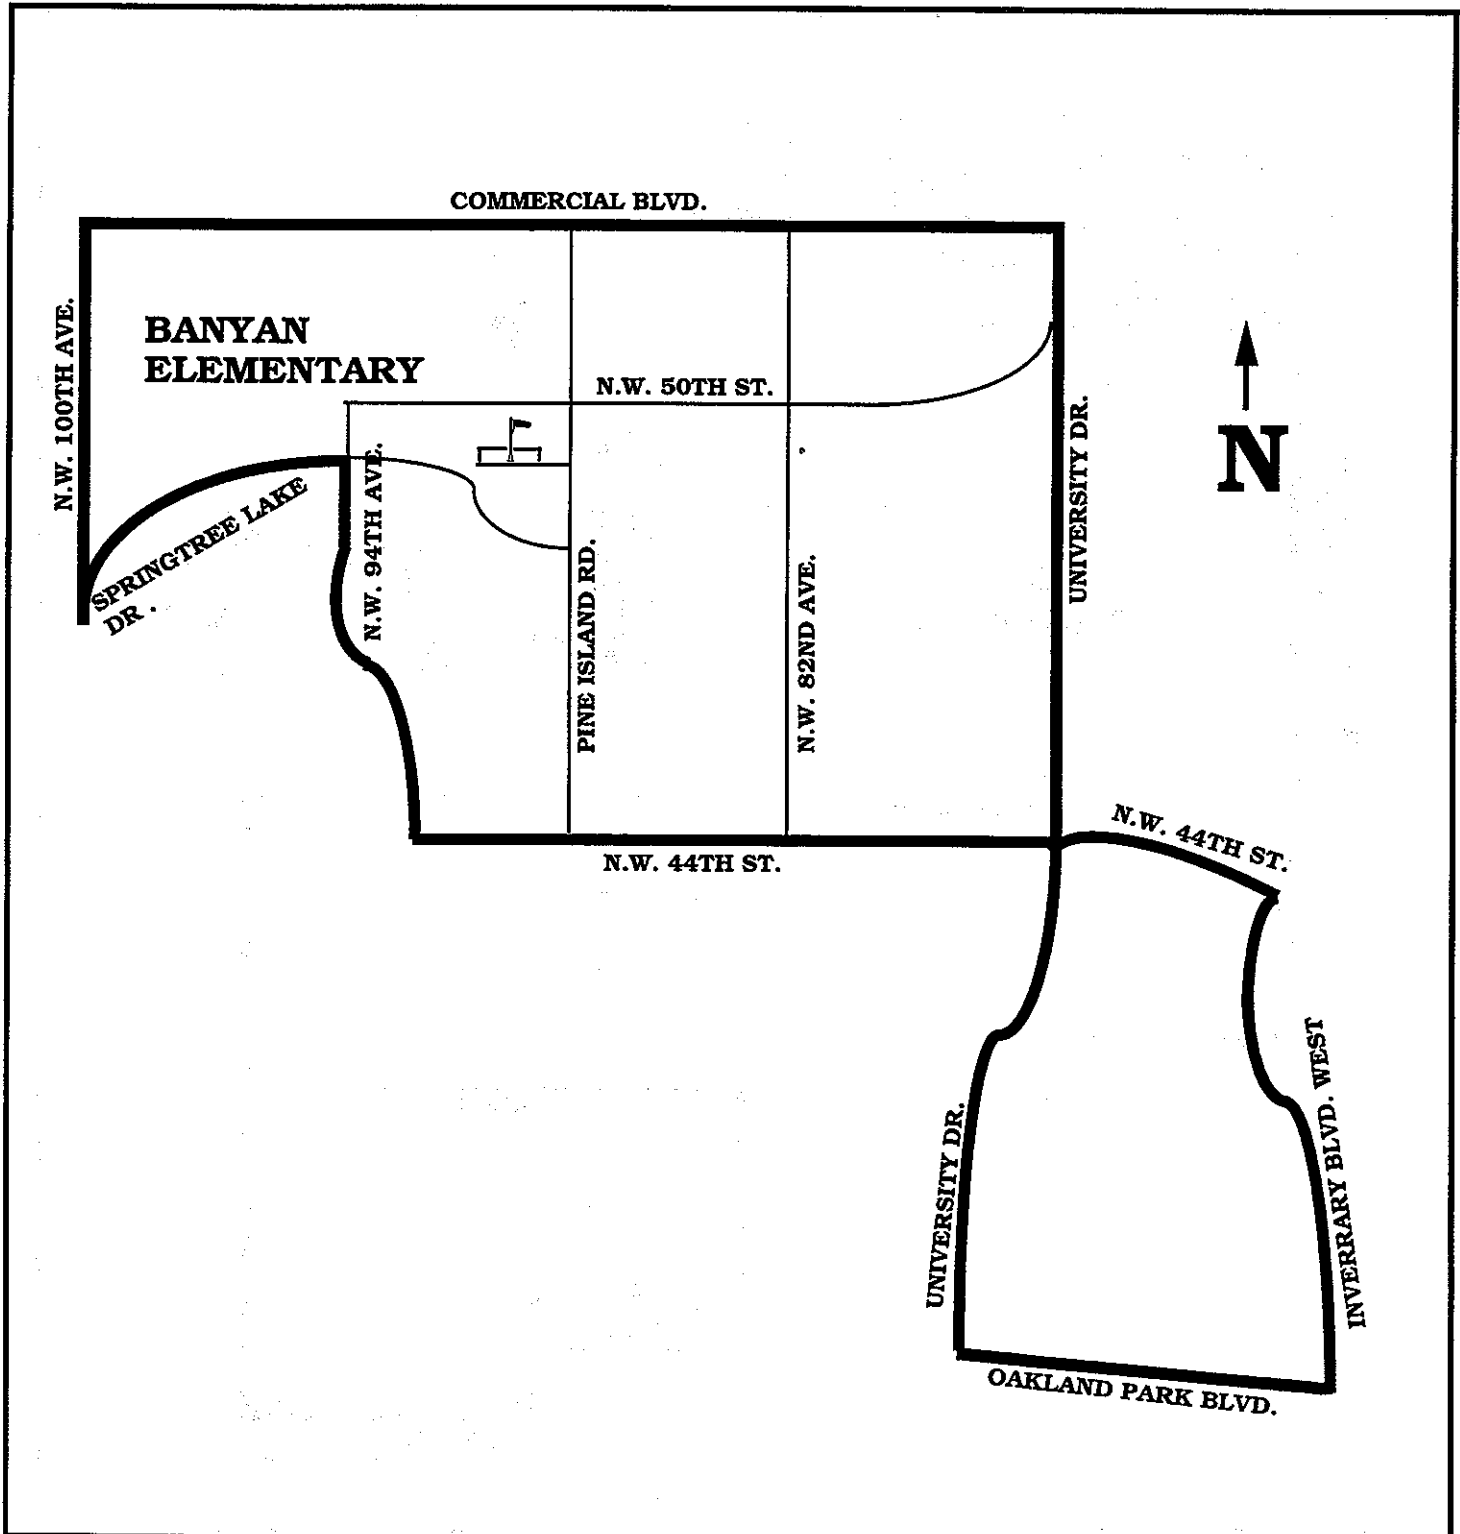 COMMERCIAL BLVD.
N.W. 100TH AVE.
BANYAN
ELEMENTARY
N.W. 50TH ST.
UNIVERSITY DR.
N
N.W. 94TH AVE.
SPRINGTREE LAKE
DR .
PINE ISLAND RD.
N.W. 82ND AVE.
N.W. 44TH ST.
N.W. 44TH ST.
UNIVERSITY DR.
INVERRARY BLVD. WEST
OAKLAND PARK BLVD.